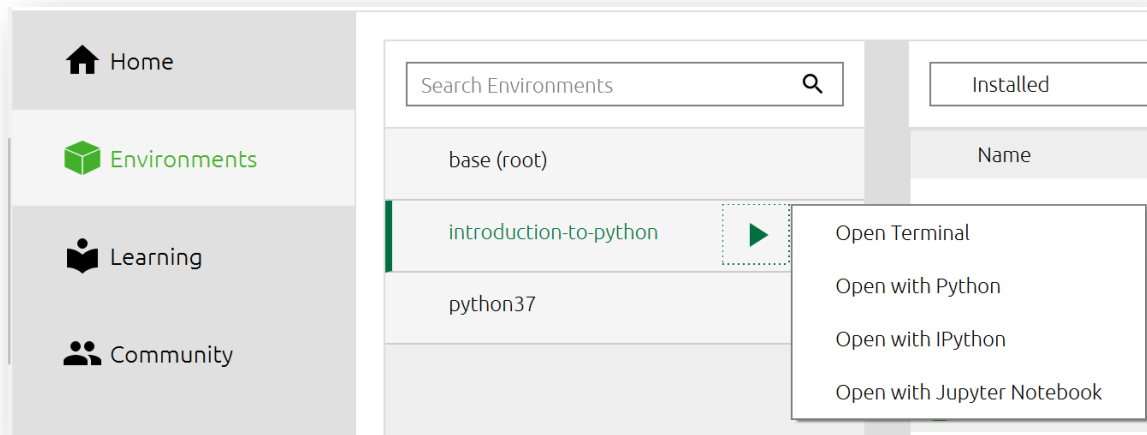 Home
Environments
Learning
Community
Search Environments
base (root)
introduction-to-python
python37
Installed
Name
Open Terminal
Open with Python
Open with IPython
Open with Jupyter Notebook